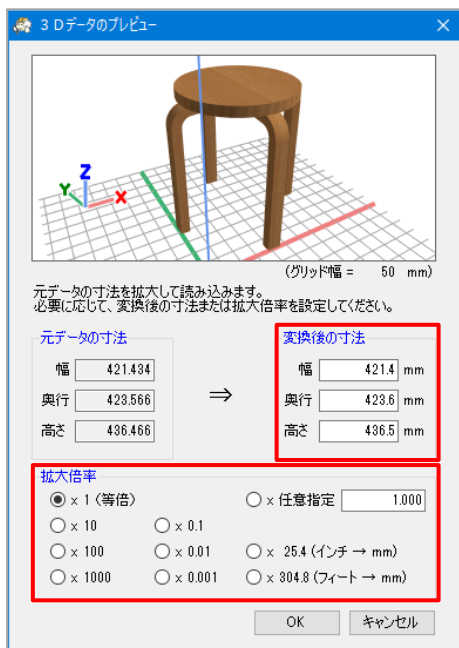 3Dデータのプレビュー
Z
Y
X
(グリッド幅 = 50 mm)
元データの寸法を拡大して読み込みます。
必要に応じて、変換後の寸法または拡大倍率を設定してください。
元データの寸法
幅 421.434
奥行 423.566
高さ 436.466
⇒
変換後の寸法
幅 421.4 mm
奥行 423.6 mm
高さ 436.5 mm
拡大倍率
x 1 (等倍)
x 任意指定 1.000
x 10
x 0.1
x 100
x 0.01
x 25.4 (インチ → mm)
x 1000
x 0.001
x 304.8 (フィート → mm)
OK
キャンセル